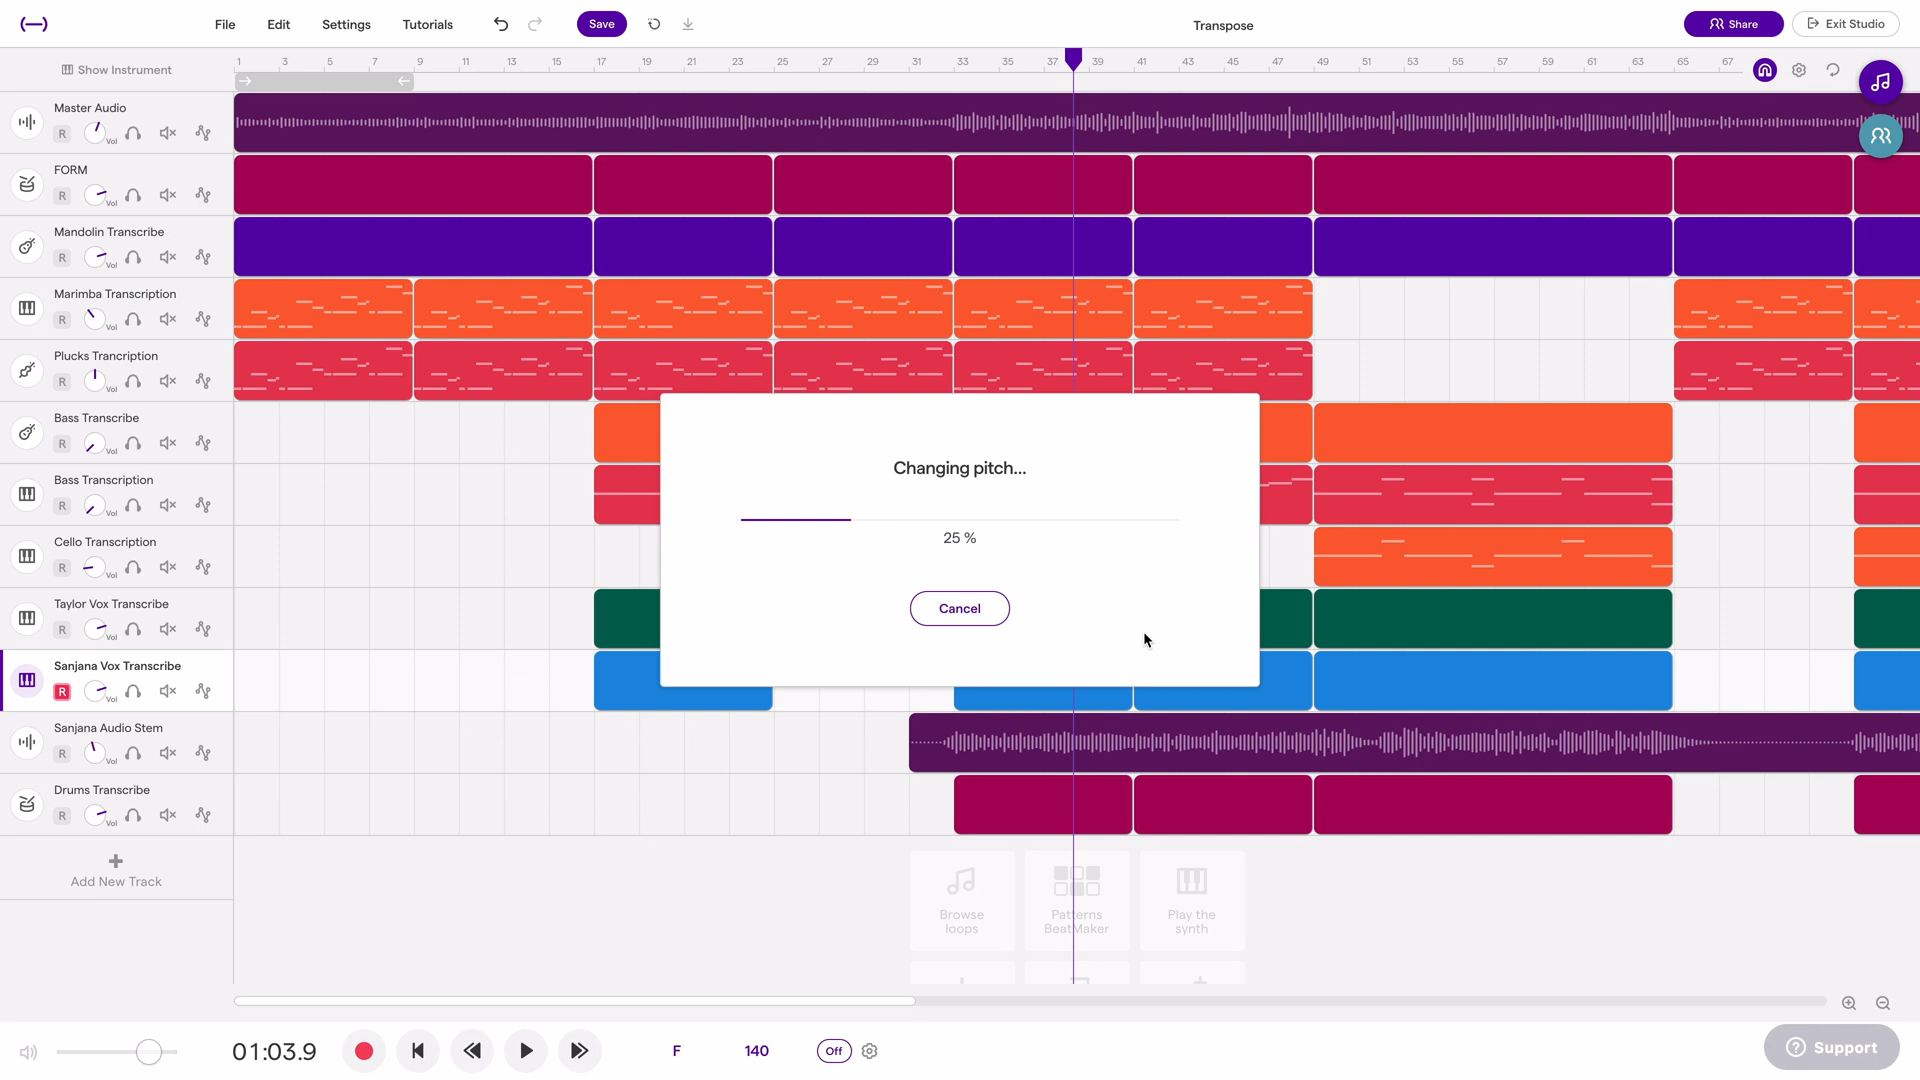 File
Edit
Settings
Tutorials
Save
Transpose
Share
Exit Studio
Show Instrument
1 3 5 7 9 11 13 15 17 19 21 23 25 27 29 31 33 35 37 39 41 43 45 47 49 51 53 55 57 59 61 63 65 67
Master Audio
R Vol
FORM
R Vol
Mandolin Transcribe
R Vol
Marimba Transcription
R Vol
Plucks Trancription
R Vol
Bass Transcribe
R Vol
Bass Transcription
R Vol
Cello Transcription
R Vol
Taylor Vox Transcribe
R Vol
Sanjana Vox Transcribe
R Vol
Sanjana Audio Stem
R Vol
Drums Transcribe
R Vol
Add New Track
Changing pitch...
25 %
Cancel
Browse
loops
Patterns
BeatMaker
Play the
synth
01:03.9
F
140
Off
Support